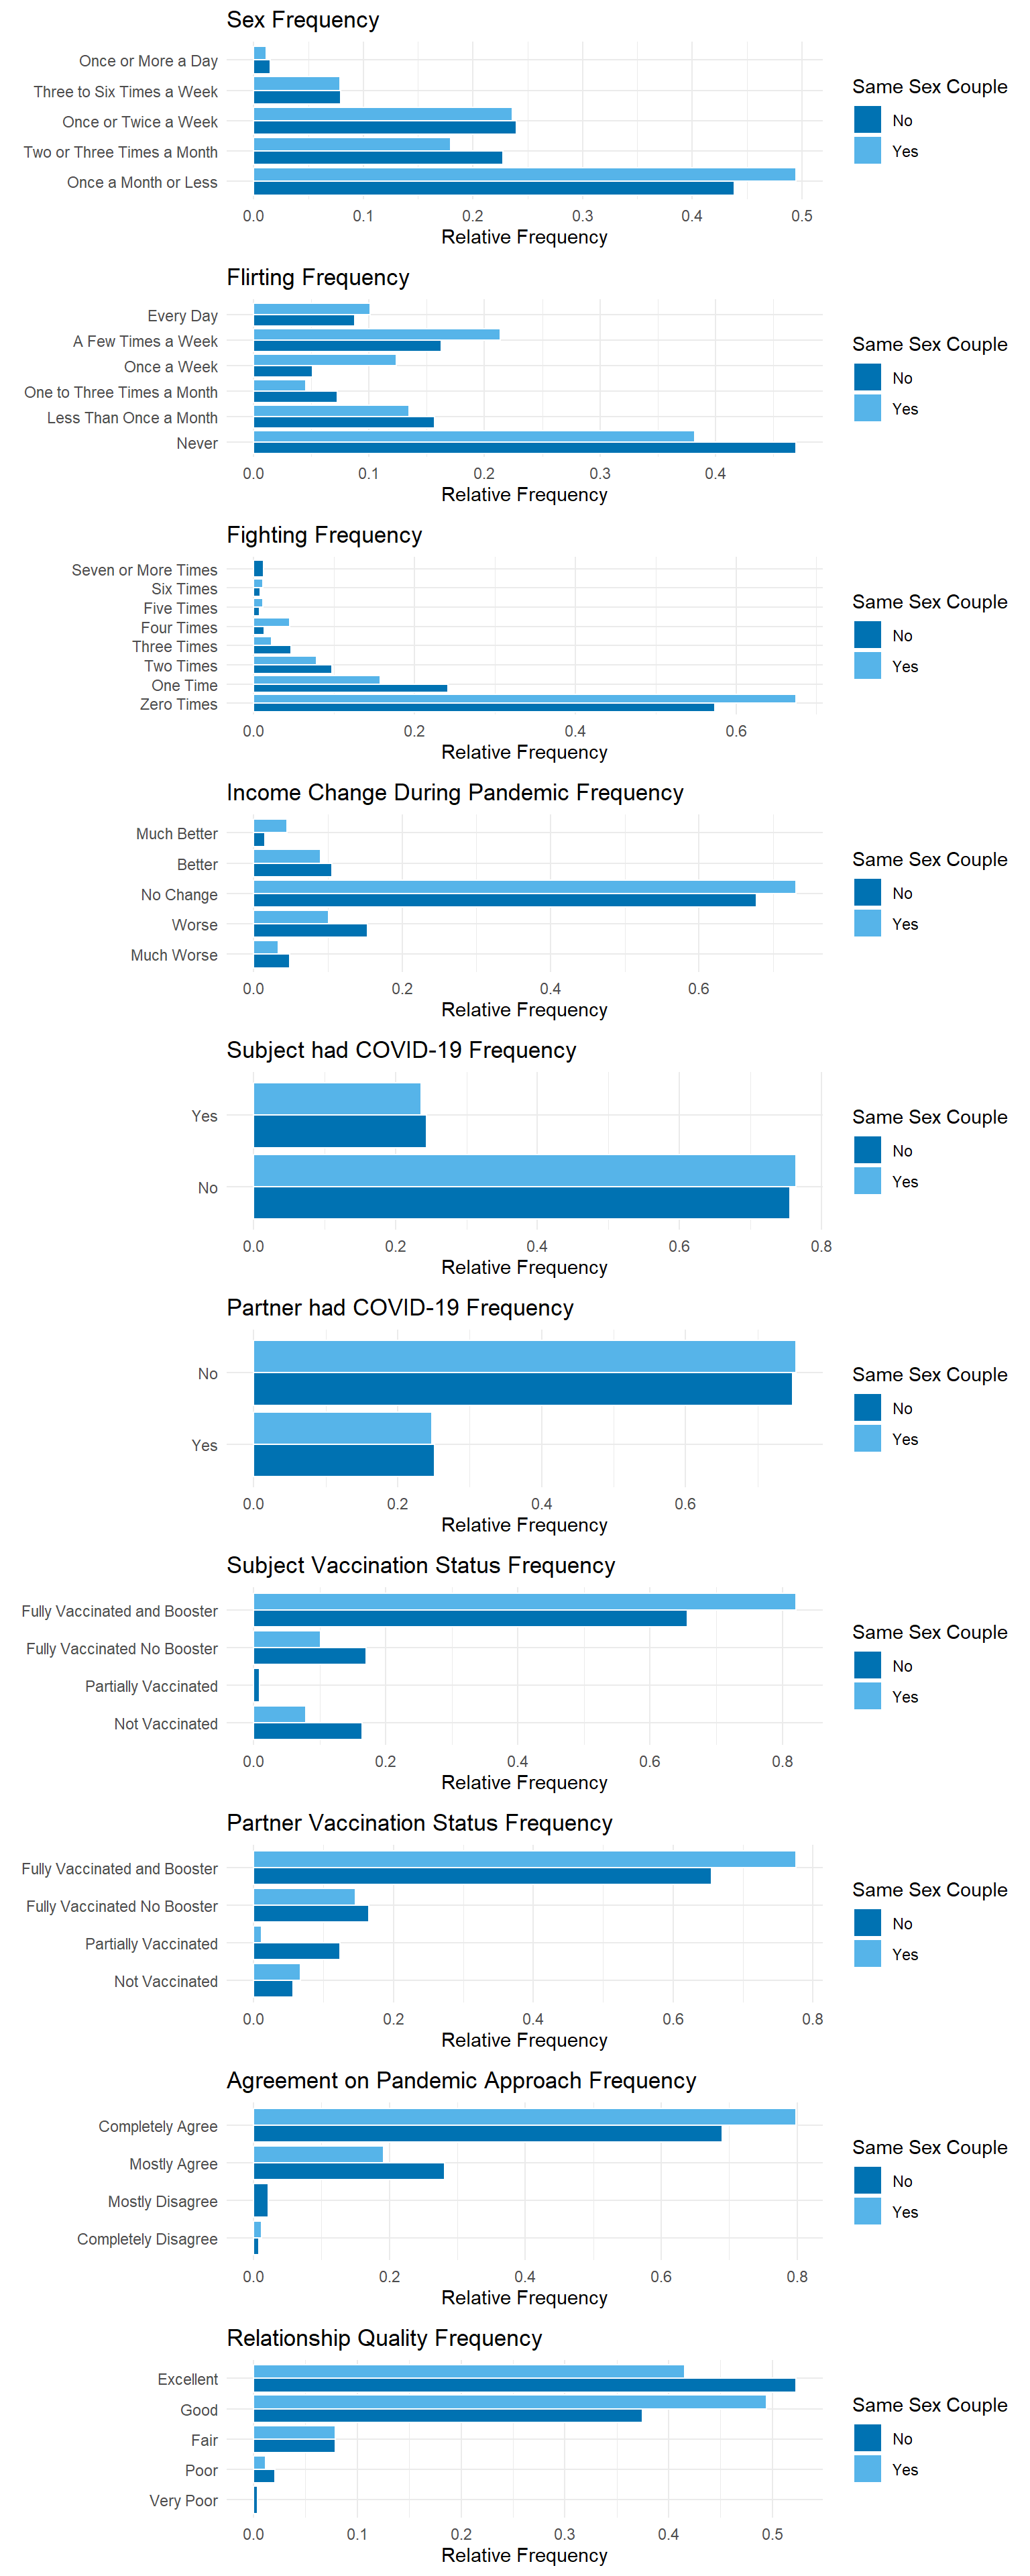 Sex Frequency
Once or More a Day
Three to Six Times a Week
Once or Twice a Week
Two or Three Times a Month
Once a Month or Less
0.0 0.1 0.2 0.3 0.4 0.5
Relative Frequency
Same Sex Couple
No
Yes
Flirting Frequency
Every Day
A Few Times a Week
Once a Week
One to Three Times a Month
Less Than Once a Month
Never
0.0 0.1 0.2 0.3 0.4
Relative Frequency
Same Sex Couple
No
Yes
Fighting Frequency
Seven or More Times
Six Times
Five Times
Four Times
Three Times
Two Times
One Time
Zero Times
0.0 0.2 0.4 0.6
Relative Frequency
Same Sex Couple
No
Yes
Income Change During Pandemic Frequency
Much Better
Better
No Change
Worse
Much Worse
0.0 0.2 0.4 0.6
Relative Frequency
Same Sex Couple
No
Yes
Subject had COVID-19 Frequency
Yes
No
0.0 0.2 0.4 0.6 0.8
Relative Frequency
Same Sex Couple
No
Yes
Partner had COVID-19 Frequency
No
Yes
0.0 0.2 0.4 0.6
Relative Frequency
Same Sex Couple
No
Yes
Subject Vaccination Status Frequency
Fully Vaccinated and Booster
Fully Vaccinated No Booster
Partially Vaccinated
Not Vaccinated
0.0 0.2 0.4 0.6 0.8
Relative Frequency
Same Sex Couple
No
Yes
Partner Vaccination Status Frequency
Fully Vaccinated and Booster
Fully Vaccinated No Booster
Partially Vaccinated
Not Vaccinated
0.0 0.2 0.4 0.6 0.8
Relative Frequency
Same Sex Couple
No
Yes
Agreement on Pandemic Approach Frequency
Completely Agree
Mostly Agree
Mostly Disagree
Completely Disagree
0.0 0.2 0.4 0.6 0.8
Relative Frequency
Same Sex Couple
No
Yes
Relationship Quality Frequency
Excellent
Good
Fair
Poor
Very Poor
0.0 0.1 0.2 0.3 0.4 0.5
Relative Frequency
Same Sex Couple
No
Yes